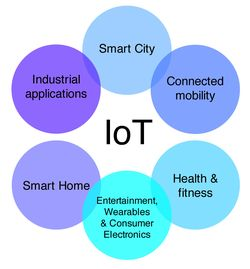 Smart City
Industrial
applications
Connected
mobility
IoT
Smart Home
Health &
fitness
Entertainment,
Wearables
& Consumer
Electronics